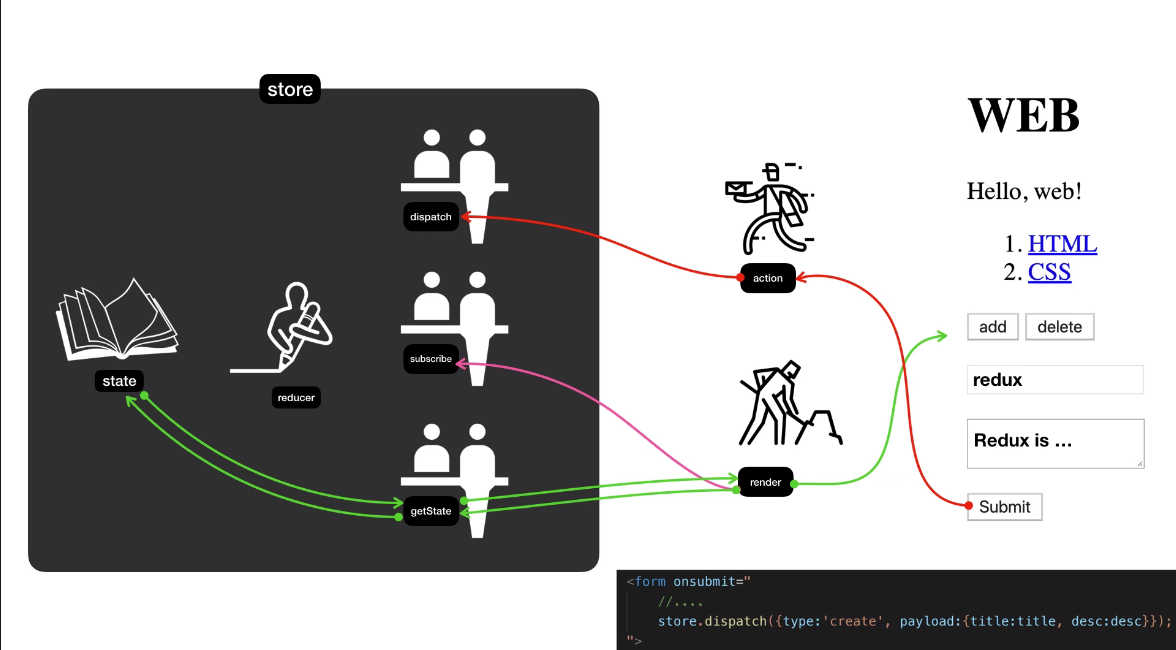 store
WEB
Hello, web!
dispatch
1. HTML
2. CSS
action
add delete
subscribe
state
redux
reducer
Redux is ...
render
getState
Submit
<form onsubmit="
//....
store.dispatch({type:'create', payload:{title:title, desc:desc}});
">